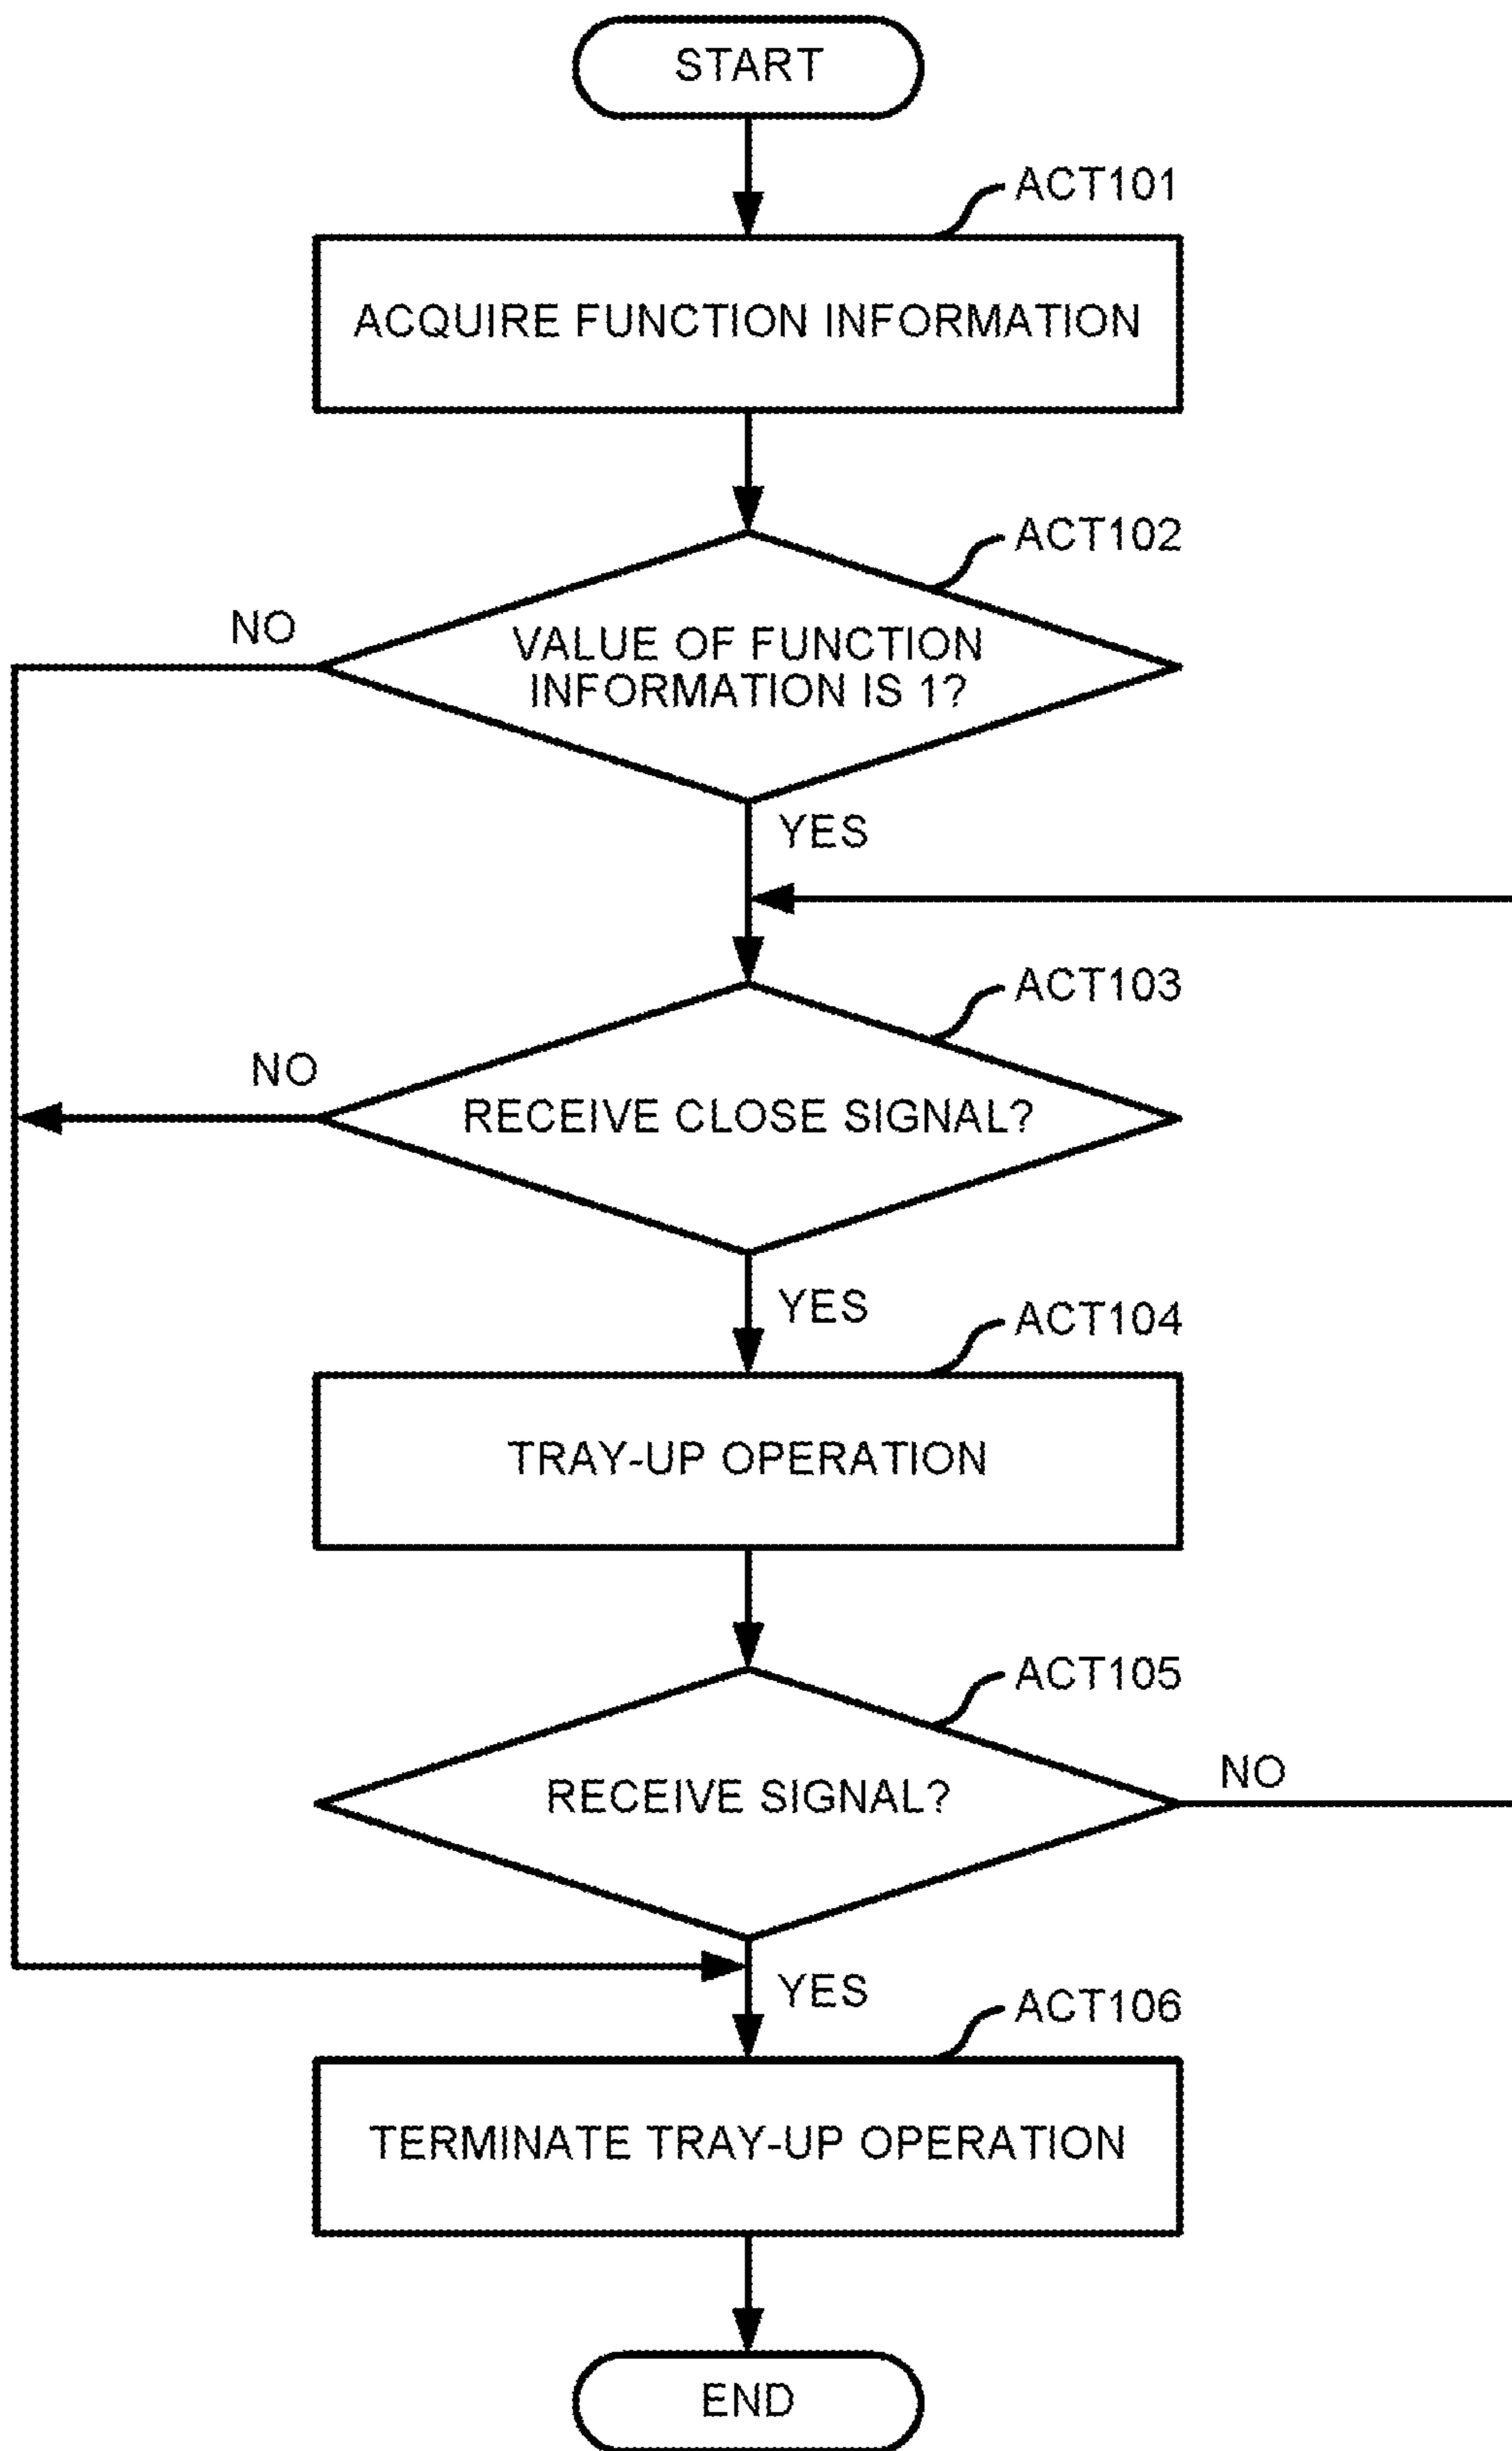 START
ACT101
ACQUIRE FUNCTION INFORMATION
ACT102
NO
VALUE OF FUNCTION
INFORMATION IS 1?
YES
ACT103
NO
RECEIVE CLOSE SIGNAL?
YES
ACT104
TRAY-UP OPERATION
ACT105
NO
RECEIVE SIGNAL?
YES
ACT106
TERMINATE TRAY-UP OPERATION
END